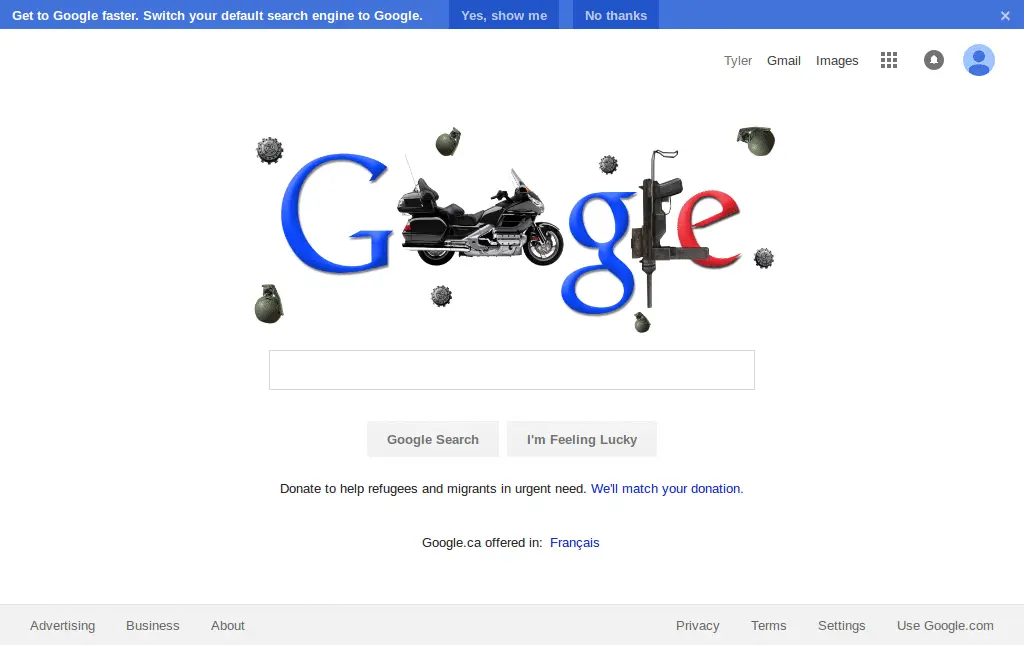 Get to Google faster. Switch your default search engine to Google. Yes, show me No thanks ×
Tyler Gmail Images
G gle
Google Search I'm Feeling Lucky
Donate to help refugees and migrants in urgent need. We'll match your donation.
Google.ca offered in: Français
Advertising Business About Privacy Terms Settings Use Google.com